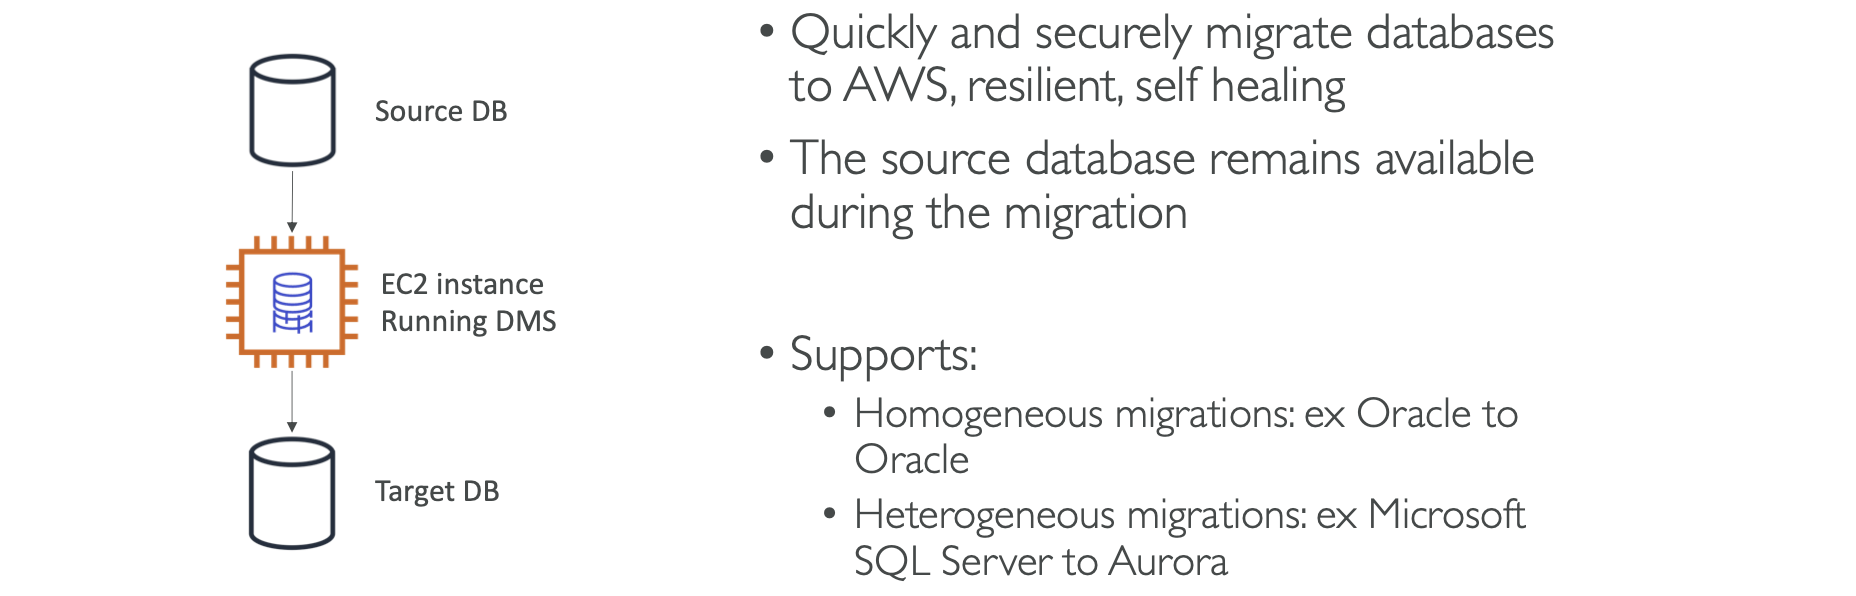 Source DB
EC2 instance
Running DMS
Target DB
• Quickly and securely migrate databases
to AWS, resilient, self healing
• The source database remains available
during the migration
• Supports:
• Homogeneous migrations: ex Oracle to
Oracle
• Heterogeneous migrations: ex Microsoft
SQL Server to Aurora